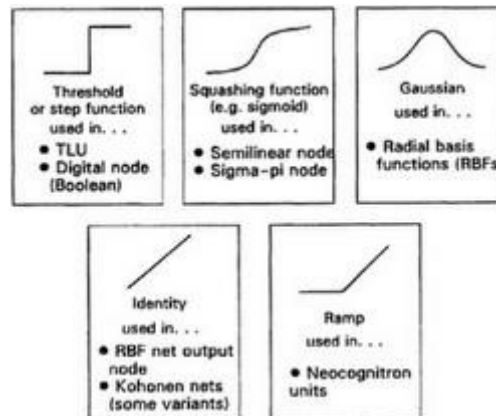 Threshold
or step function
used in. . .
● TLU
● Digital node
(Boolean)
Squashing function
(e.g. sigmoid)
used in. . .
● Semilinear node
● Sigma-pi node
Gaussian
used in. . .
● Radial basis
functions (RBFs
Identity
used in. . .
● RBF net output
node
● Kohonen nets
(some variants)
Ramp
used in. . .
● Neocognitron
units